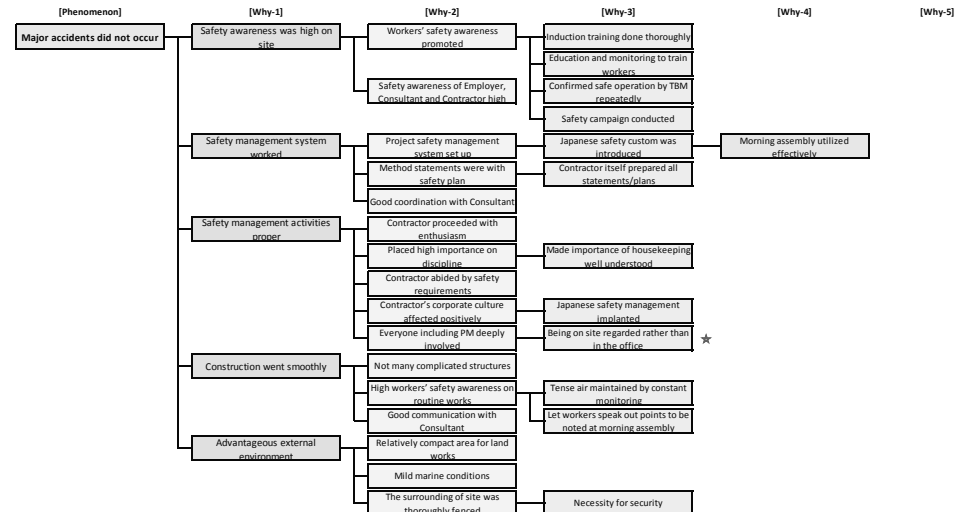 [Phenomenon]
[Why-1]
[Why-2]
[Why-3]
[Why-4]
[Why-5]
Major accidents did not occur
Safety awareness was high on
site
Workers' safety awareness
promoted
Induction training done thoroughly
Education and monitoring to train
workers
Safety awareness of Employer,
Consultant and Contractor high
Confirmed safe operation by TBM
repeatedly
Safety campaign conducted
Safety management system
worked
Project safety management
system set up
Japanese safety custom was
introduced
Morning assembly utilized
effectively
Method statements were with
safety plan
Contractor itself prepared all
statements/plans
Good coordination with Consultant
Safety management activities
proper
Contractor proceeded with
enthusiasm
Placed high importance on
discipline
Made importance of housekeeping
well understood
Contractor abided by safety
requirements
Contractor's corporate culture
affected positively
Japanese safety management
implanted
Everyone including PM deeply
involved
Being on site regarded rather than
in the office
Construction went smoothly
Not many complicated structures
High workers' safety awareness on
routine works
Tense air maintained by constant
monitoring
Good communication with
Consultant
Let workers speak out points to be
noted at morning assembly
Advantageous external
environment
Relatively compact area for land
works
Mild marine conditions
The surrounding of site was
thoroughly fenced
Necessity for security